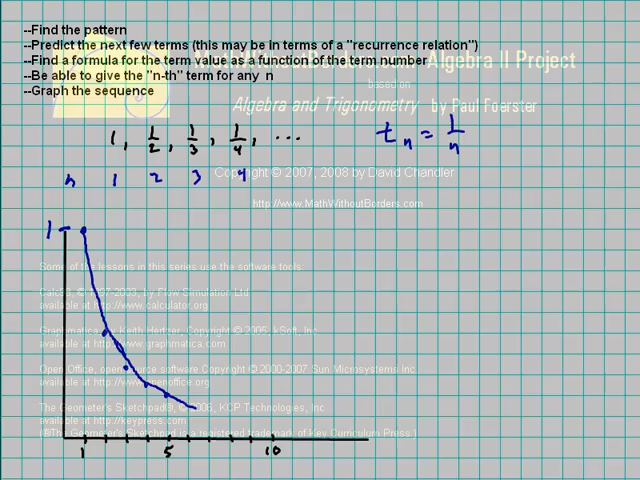 --Find the pattern
--Predict the next few terms (this may be in terms of a "recurrence relation")
--Find a formula for the term value as a function of the term number
--Be able to give the "n-th" term for any n
--Graph the sequence
Algebra II Project
based on
Algebra and Trigonometry by Paul Foerster
1, 1/2, 1/3, 1/4, ...
tn = 1/n
n 1 2 3 4
Copyright © 2007, 2008 by David Chandler
http://www.MathWithoutBorders.com
1
Some of the lessons in this series use the software tools:
by Flow Simulation Ltd
available at http://www.calculator.org
Graphmatica by Keith Hertzer, Copyright © 2005, kSoft, Inc.
available at http://www.graphmatica.com
Open Office, open source software Copyright © 2000-2007 Sun Microsystems Inc.
available at http://www.openoffice.org
The Geometer's Sketchpad®, © 2006, KCP Technologies, Inc.
available at http://keypress.com
(®The Geometer's Sketchpad is a registered trademark of Key Curriculum Press.)
1 5 10